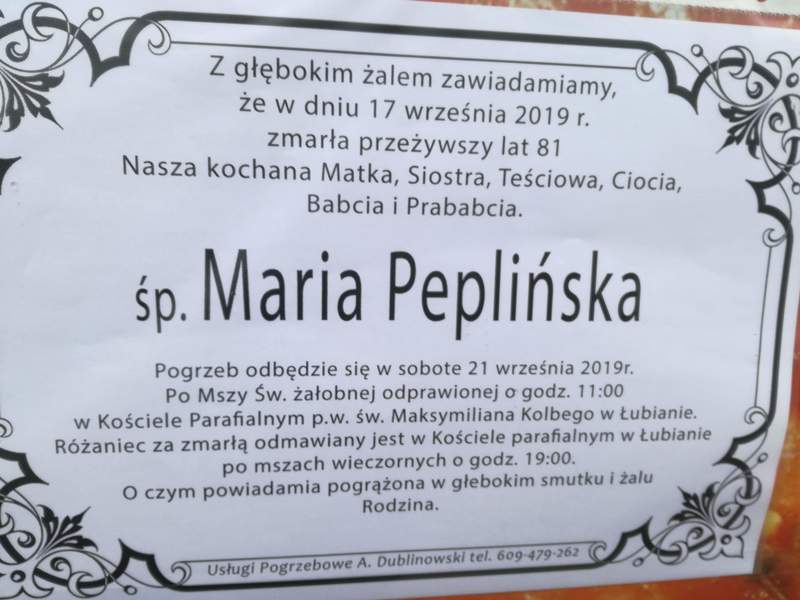 Z głębokim żalem zawiadamiamy,
że w dniu 17 września 2019 r.
zmarła przeżywszy lat 81
Nasza kochana Matka, Siostra, Teściowa, Ciocia,
Babcia i Prababcia.
śp. Maria Peplińska
Pogrzeb odbędzie się w sobote 21 września 2019r.
Po Mszy Św. żałobnej odprawionej o godz. 11:00
w Kościele Parafialnym p.w. św. Maksymiliana Kolbego w Łubianie.
Różaniec za zmarłą odmawiany jest w Kościele parafialnym w Łubianie
po mszach wieczornych o godz. 19:00.
O czym powiadamia pogrążona w głebokim smutku i żalu
Rodzina.
Usługi Pogrzebowe A. Dublinowski tel. 609-479-262